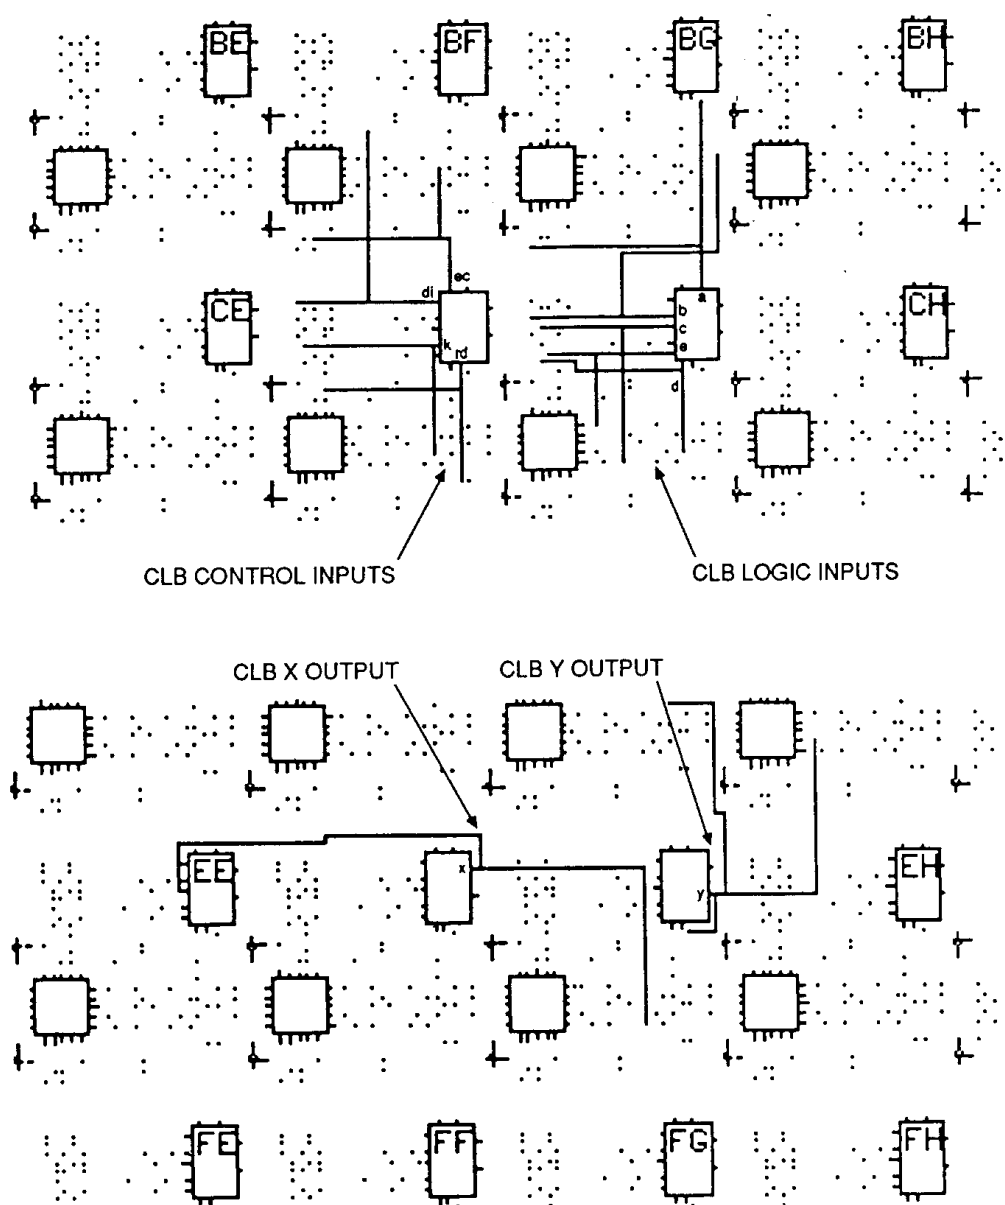 BE BF BG BH
ec
di
a
CE
b
CH
c
k
e
rd
d
CLB CONTROL INPUTS
CLB LOGIC INPUTS
CLB X OUTPUT
CLB Y OUTPUT
EE
x
EH
y
FE FF FG FH